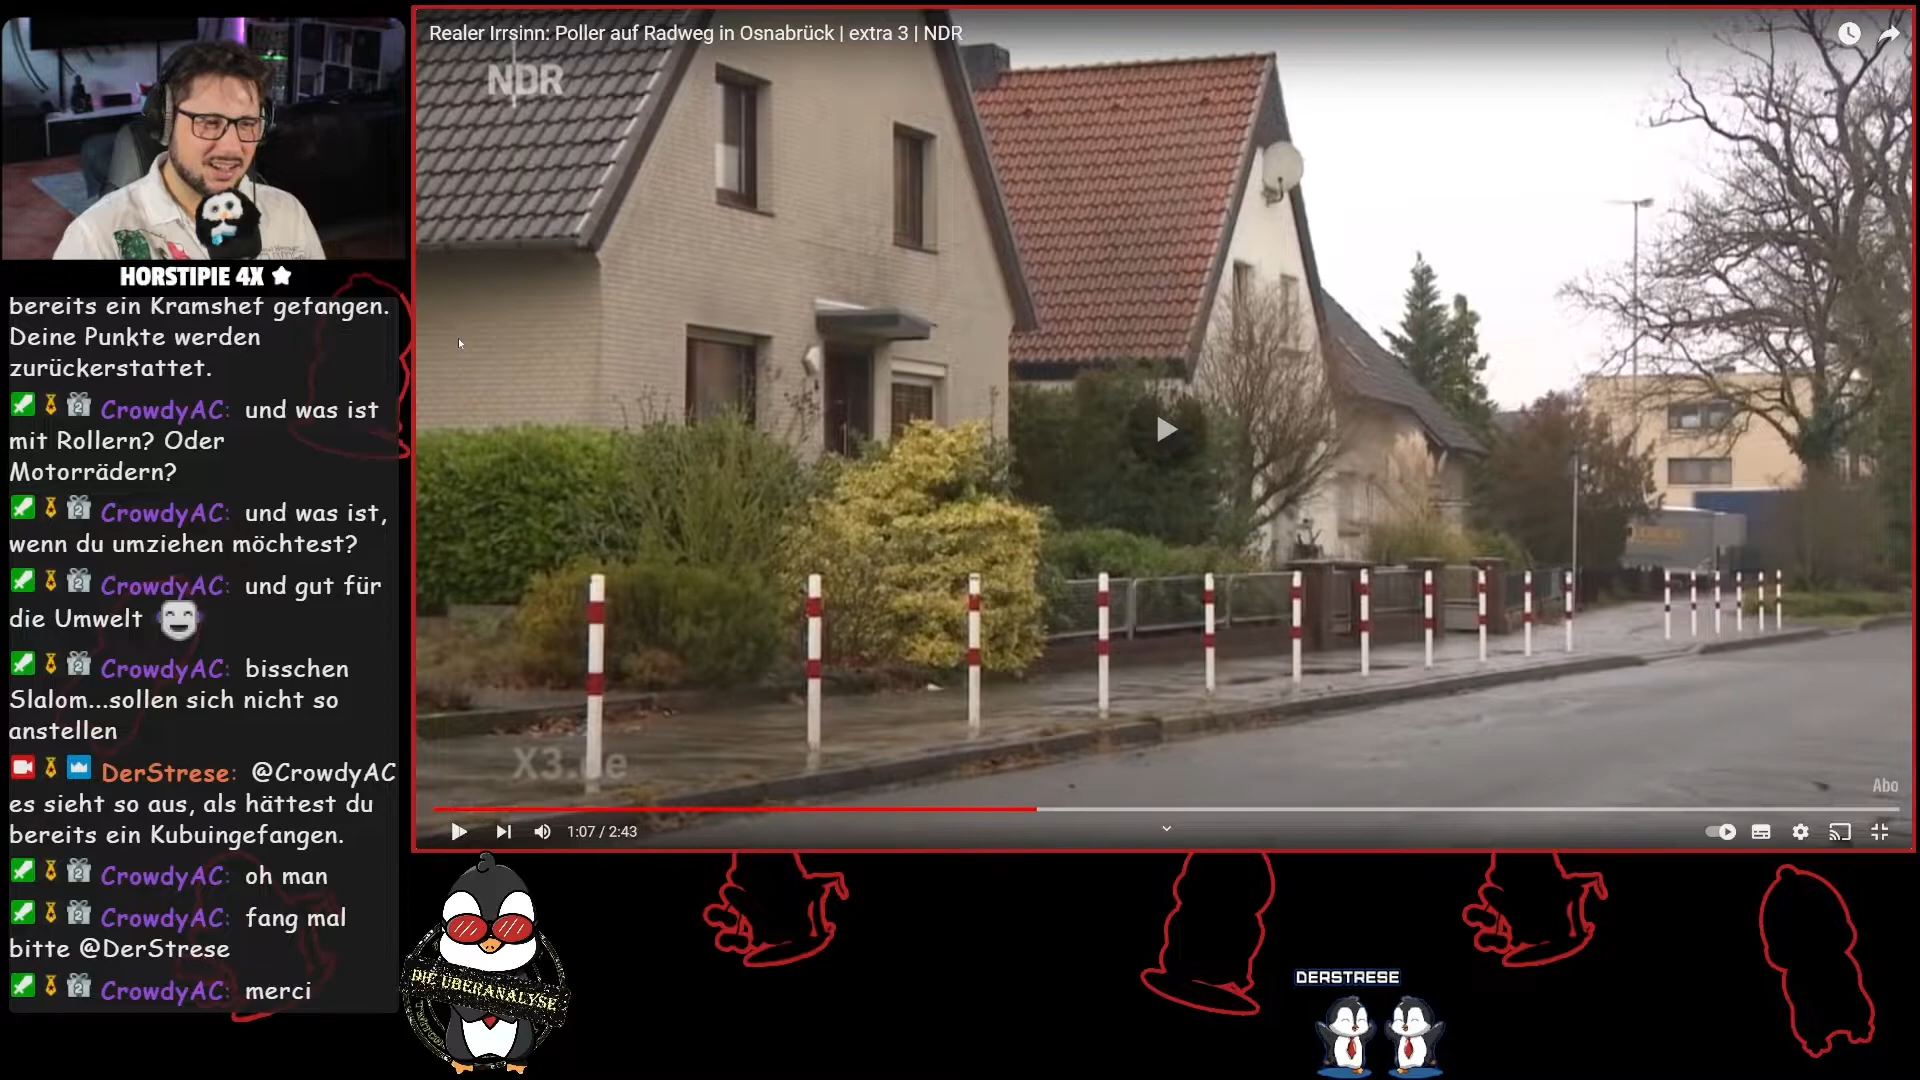 Realer Irrsinn: Poller auf Radweg in Osnabrück | extra 3 | NDR
NDR
HORSTIPIE 4X
bereits ein Kramshef gefangen.
Deine Punkte werden
zurückerstattet.
CrowdyAC: und was ist
mit Rollern? Oder
Motorrädern?
CrowdyAC: und was ist,
wenn du umziehen möchtest?
CrowdyAC: und gut für
die Umwelt
CrowdyAC: bisschen
Slalom...sollen sich nicht so
anstellen
DerStrese: @CrowdyAC
es sieht so aus, als hättest du
bereits ein Kubuingefangen.
CrowdyAC: oh man
CrowdyAC: fang mal
bitte @DerStrese
CrowdyAC: merci
X3.de
Abo
1:07 / 2:43
DIE ÜBERANALYSE
DERSTRESE